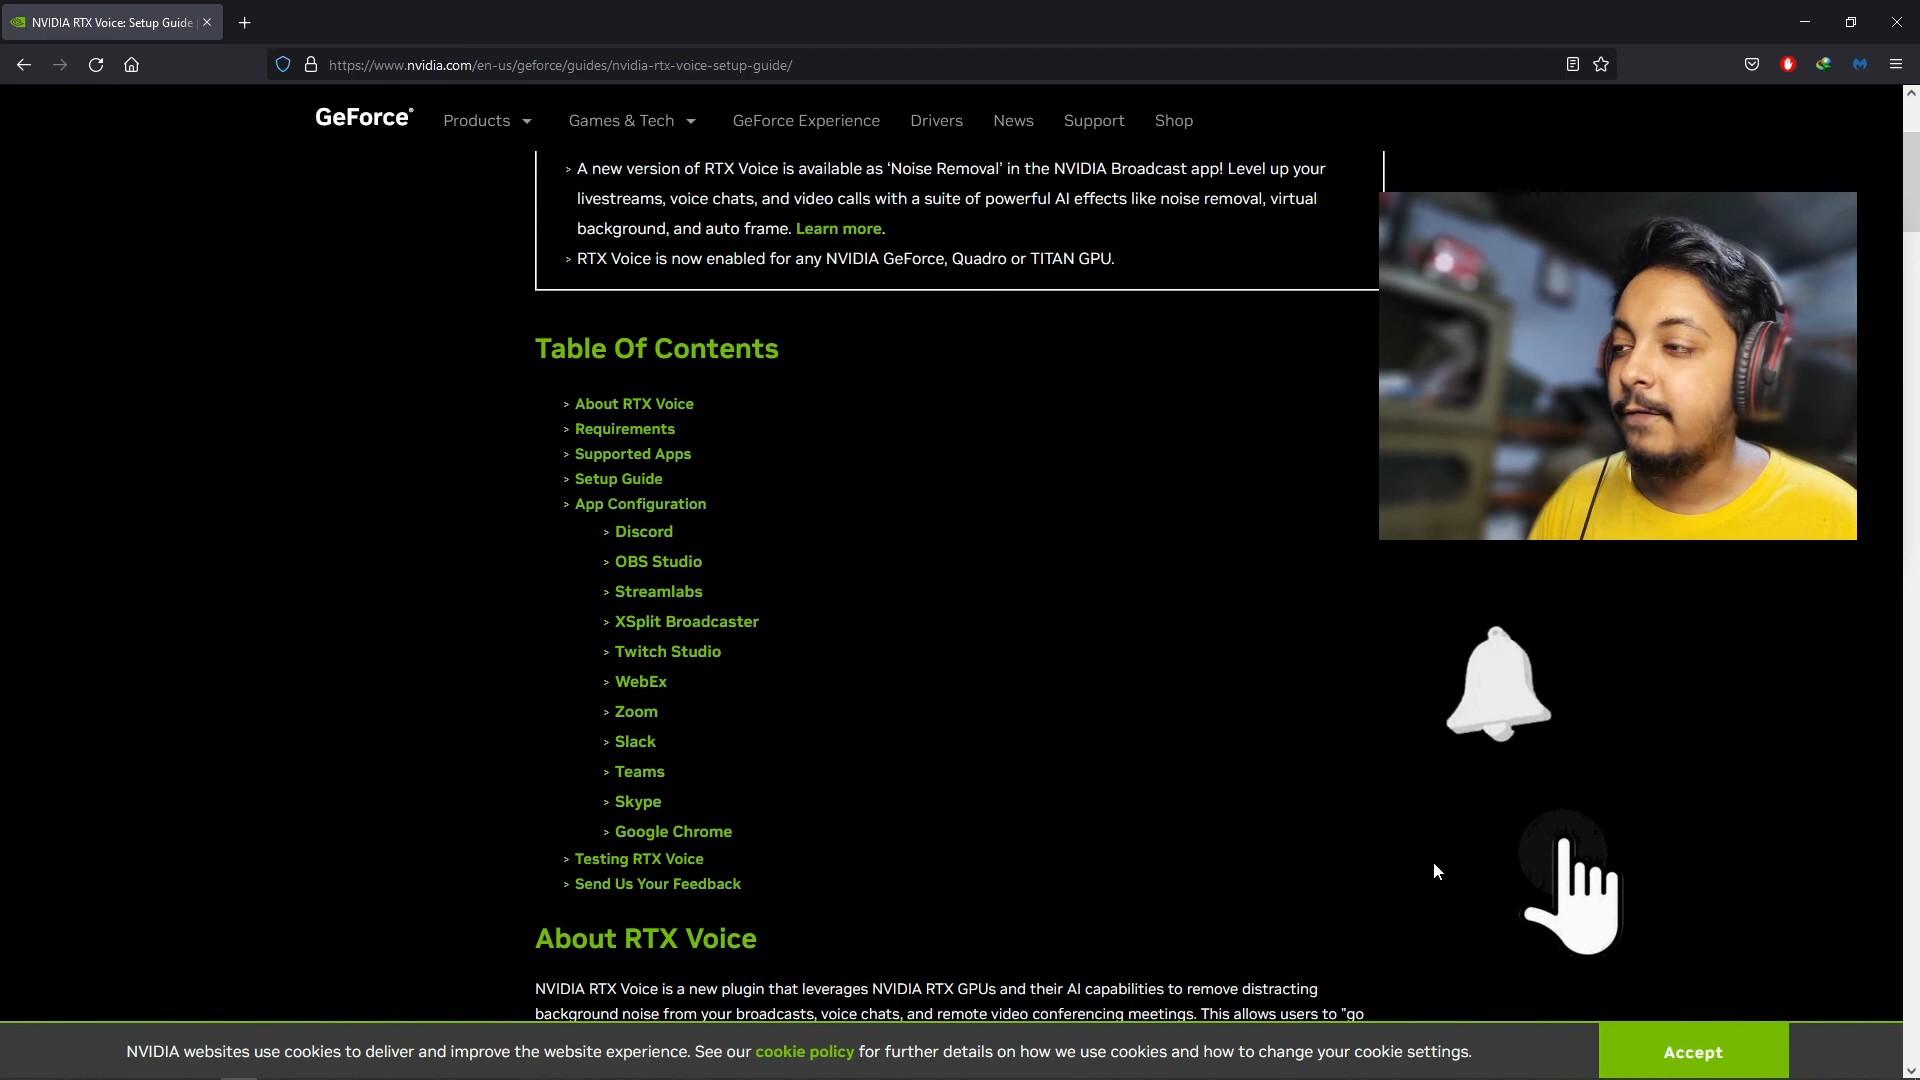 NVIDIA RTX Voice: Setup Guide
https://www.nvidia.com/en-us/geforce/guides/nvidia-rtx-voice-setup-guide/
GeForce® Products Games & Tech GeForce Experience Drivers News Support Shop
> A new version of RTX Voice is available as ‘Noise Removal’ in the NVIDIA Broadcast app! Level up your
livestreams, voice chats, and video calls with a suite of powerful AI effects like noise removal, virtual
background, and auto frame. Learn more.
> RTX Voice is now enabled for any NVIDIA GeForce, Quadro or TITAN GPU.
Table Of Contents
> About RTX Voice
> Requirements
> Supported Apps
> Setup Guide
> App Configuration
> Discord
> OBS Studio
> Streamlabs
> XSplit Broadcaster
> Twitch Studio
> WebEx
> Zoom
> Slack
> Teams
> Skype
> Google Chrome
> Testing RTX Voice
> Send Us Your Feedback
About RTX Voice
NVIDIA RTX Voice is a new plugin that leverages NVIDIA RTX GPUs and their AI capabilities to remove distracting
background noise from your broadcasts, voice chats, and remote video conferencing meetings. This allows users to "go
NVIDIA websites use cookies to deliver and improve the website experience. See our cookie policy for further details on how we use cookies and how to change your cookie settings.
Accept